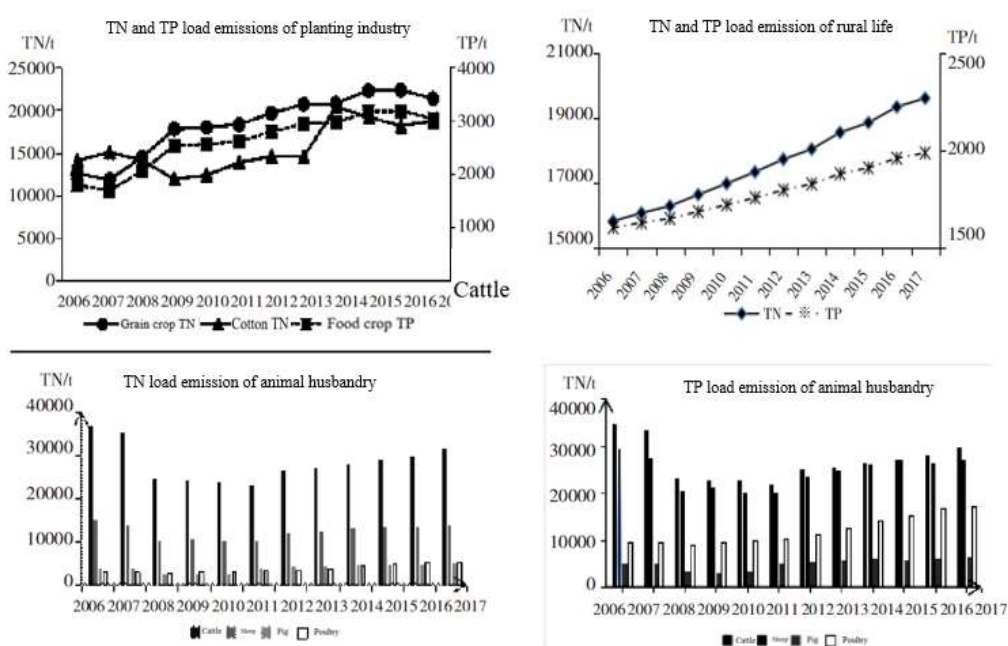 TN and TP load emissions of planting industry
TN/t
TP/t
25000
20000
15000
10000
5000
0
4000
3000
2000
1000
2006 2007 2008 2009 2010 2011 2012 2013 2014 2015 2016 20
Cattle
Grain crop TN Cotton TN Food crop TP
TN and TP load emission of rural life
TN/t
TP/t
21000
19000
17000
15000
2500
2000
1500
2006 2007 2008 2009 2010 2011 2012 2013 2014 2015 2016 2017
TN TP
TN load emission of animal husbandry
TN/t
40000
30000
20000
10000
0
2006 2007 2008 2009 2010 2011 2012 2013 2014 2015 2016 2017
Cattle Pig Poultry
TP load emission of animal husbandry
TN/t
40000
30000
20000
10000
0
2006 2007 2008 2009 2010 2011 2012 2013 2014 2015 2016 2017
Cattle Pig Poultry